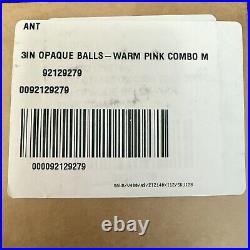 ANT
3IN OPAQUE BALLS-WARM PINK COMBO M
92129279
0092129279
000092129279